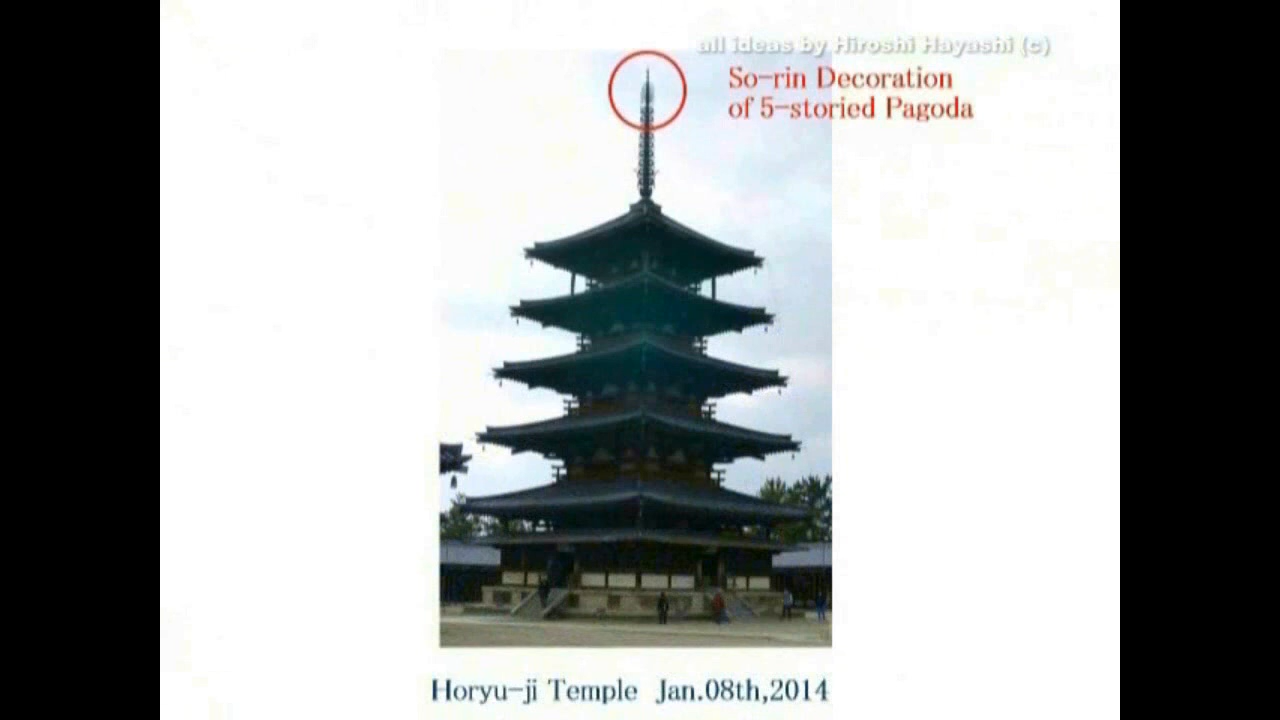 all ideas by Hiroshi Hayashi (c)
So-rin Decoration
of 5-storied Pagoda
Horyu-ji Temple  Jan.08th,2014